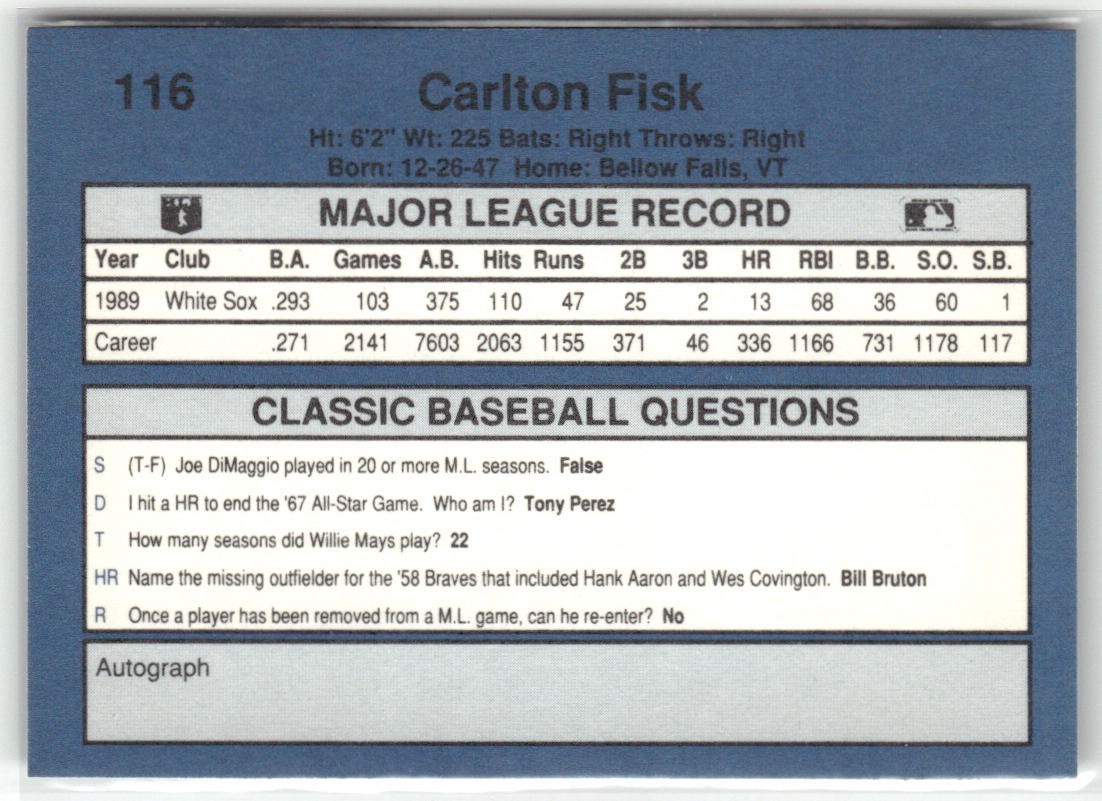 116 Carlton Fisk
Ht: 6'2" Wt: 225 Bats: Right Throws: Right
Born: 12-26-47 Home: Bellow Falls, VT
MAJOR LEAGUE RECORD
Year Club B.A. Games A.B. Hits Runs 2B 3B HR RBI B.B. S.O. S.B.
1989 White Sox .293 103 375 110 47 25 2 13 68 36 60 1
Career .271 2141 7603 2063 1155 371 46 336 1166 731 1178 117
CLASSIC BASEBALL QUESTIONS
S (T-F) Joe DiMaggio played in 20 or more M.L. seasons. False
D I hit a HR to end the '67 All-Star Game. Who am I? Tony Perez
T How many seasons did Willie Mays play? 22
HR Name the missing outfielder for the '58 Braves that included Hank Aaron and Wes Covington. Bill Bruton
R Once a player has been removed from a M.L. game, can he re-enter? No
Autograph